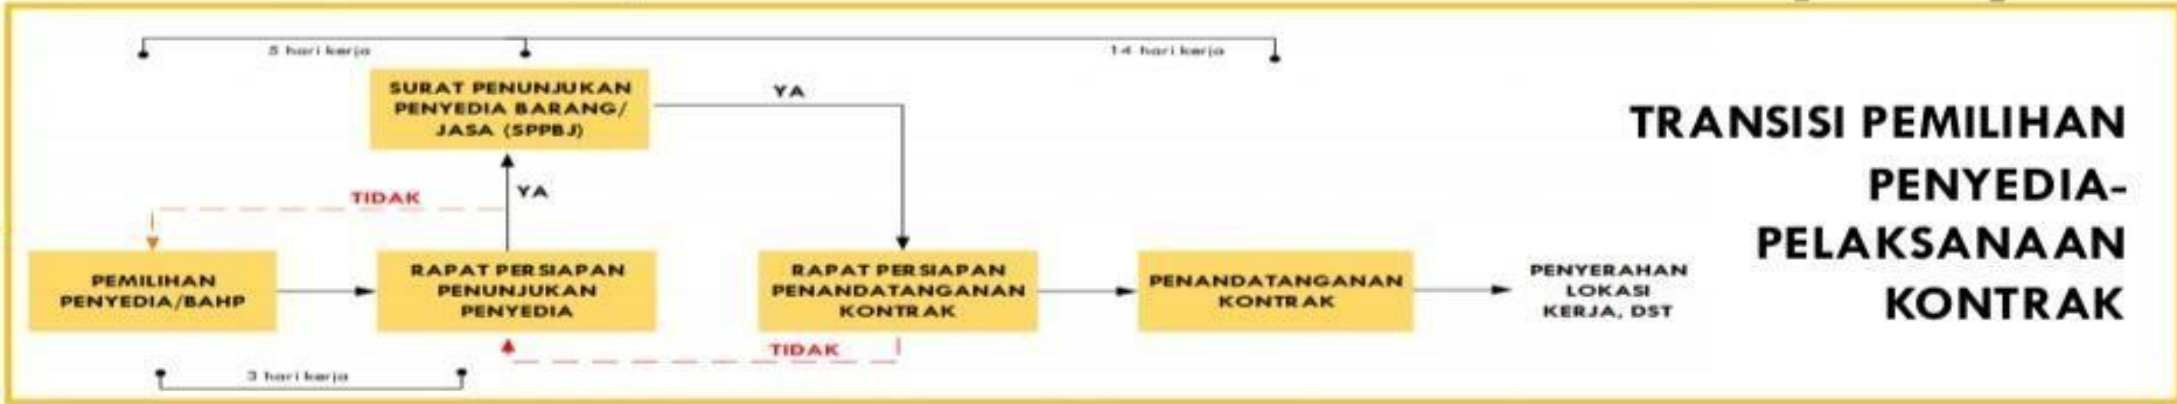 5 hari kerja
14 hari kerja
SURAT PENUNJUKAN
PENYEDIA BARANG/
JASA (SPPBJ)
YA
TRANSISI PEMILIHAN
PENYEDIA-
PELAKSANAAN
KONTRAK
TIDAK
YA
PEMILIHAN
PENYEDIA/BAHP
RAPAT PERSIAPAN
PENUNJUKAN
PENYEDIA
RAPAT PERSIAPAN
PENANDATANGANAN
KONTRAK
PENANDATANGANAN
KONTRAK
PENYERAHAN
LOKASI
KERJA, DST
TIDAK
3 hari kerja